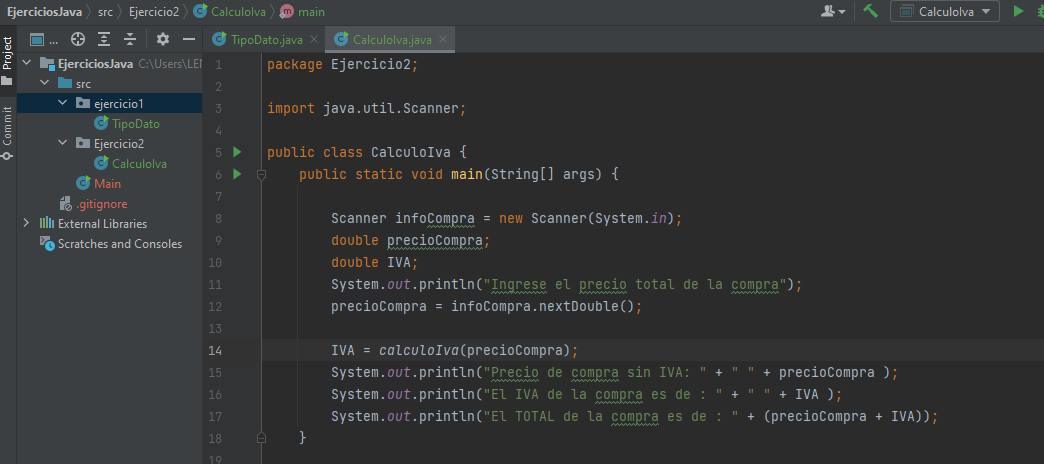 EjerciciosJava > src > Ejercicio2 > CalculoIva > main
CalculoIva
Project
Commit
...
TipoDato.java
CalculoIva.java
EjerciciosJava C:\Users\LEN
src
ejercicio1
TipoDato
Ejercicio2
CalculoIva
Main
.gitignore
External Libraries
Scratches and Consoles
1 package Ejercicio2;
2
3 import java.util.Scanner;
4
5 public class CalculoIva {
6 public static void main(String[] args) {
7
8 Scanner infoCompra = new Scanner(System.in);
9 double precioCompra;
10 double IVA;
11 System.out.println("Ingrese el precio total de la compra");
12 precioCompra = infoCompra.nextDouble();
13
14 IVA = calculoIva(precioCompra);
15 System.out.println("Precio de compra sin IVA: " + " " + precioCompra );
16 System.out.println("El IVA de la compra es de : " + " " + IVA );
17 System.out.println("El TOTAL de la compra es de : " + (precioCompra + IVA));
18 }
19